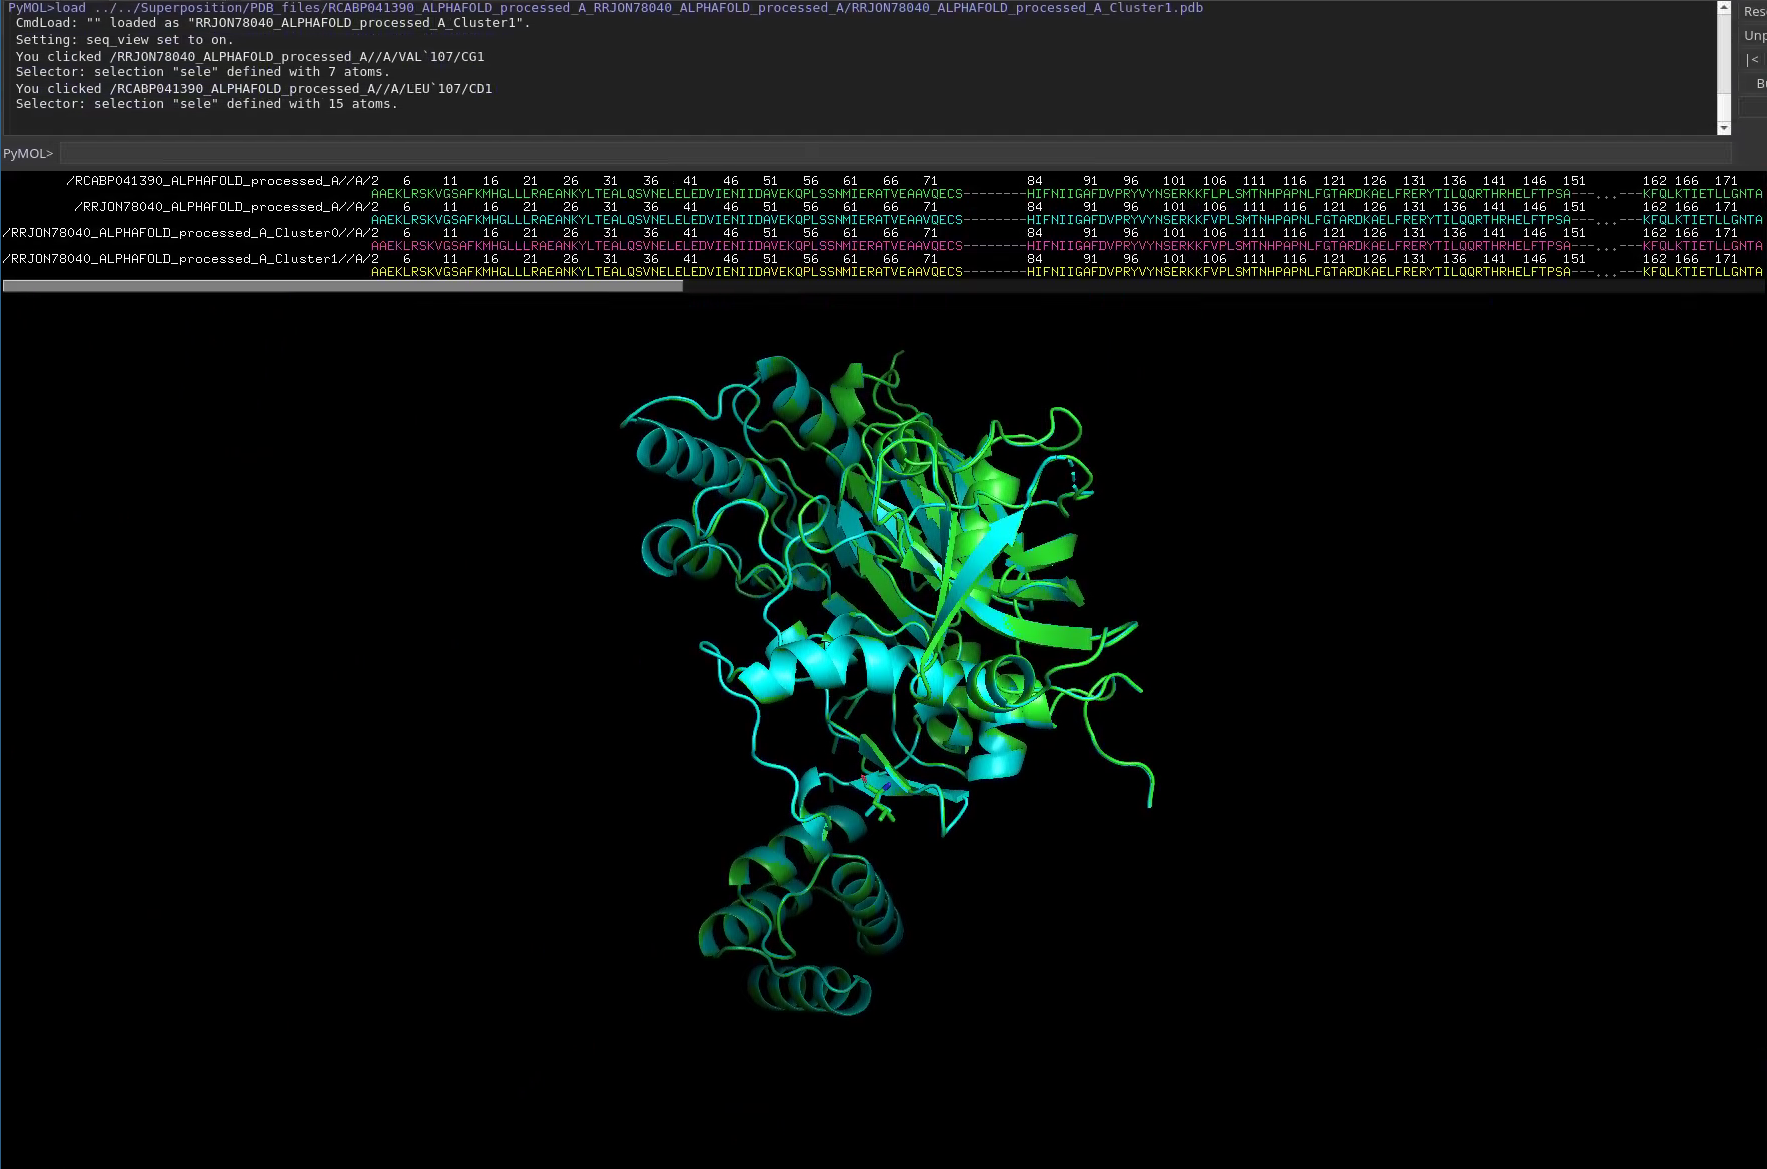 PyMOL>load ../../Superposition/PDB_files/RCABP041390_ALPHAFOLD_processed_A_RRJON78040_ALPHAFOLD_processed_A/RRJON78040_ALPHAFOLD_processed_A_Cluster1.pdb
CmdLoad: "" loaded as "RRJON78040_ALPHAFOLD_processed_A_Cluster1".
Setting: seq_view set to on.
You clicked /RRJON78040_ALPHAFOLD_processed_A//A/VAL`107/CG1
Selector: selection "sele" defined with 7 atoms.
You clicked /RCABP041390_ALPHAFOLD_processed_A//A/LEU`107/CD1
Selector: selection "sele" defined with 15 atoms.
Res
Unp
|<
Bu
PyMOL>
/RCABP041390_ALPHAFOLD_processed_A//A/2 6 11 16 21 26 31 36 41 46 51 56 61 66 71 84 91 96 101 106 111 116 121 126 131 136 141 146 151 162 166 171
AAEKLRSKVGSAFKMHGLLLRAEANKYLTEALQSVNELELEDVIENIIDAVEKQPLSSNMIERATVEAAVQECS--------HIFNIIGAFDVPRYVYNSERKKFLPLSMTNHPAPNLFGTARDKAELFRERYTILQQRTHRHELFTPSA---...---KFQLKTIETLLGNTA
/RRJON78040_ALPHAFOLD_processed_A//A/2 6 11 16 21 26 31 36 41 46 51 56 61 66 71 84 91 96 101 106 111 116 121 126 131 136 141 146 151 162 166 171
AAEKLRSKVGSAFKMHGLLLRAEANKYLTEALQSVNELELEDVIENIIDAVEKQPLSSNMIERATVEAAVQECS--------HIFNIIGAFDVPRYVYNSERKKFVPLSMTNHPAPNLFGTARDKAELFRERYTILQQRTHRHELFTPSA---...---KFQLKTIETLLGNTA
/RRJON78040_ALPHAFOLD_processed_A_Cluster0//A/2 6 11 16 21 26 31 36 41 46 51 56 61 66 71 84 91 96 101 106 111 116 121 126 131 136 141 146 151 162 166 171
AAEKLRSKVGSAFKMHGLLLRAEANKYLTEALQSVNELELEDVIENIIDAVEKQPLSSNMIERATVEAAVQECS--------HIFNIIGAFDVPRYVYNSERKKFVPLSMTNHPAPNLFGTARDKAELFRERYTILQQRTHRHELFTPSA---...---KFQLKTIETLLGNTA
/RRJON78040_ALPHAFOLD_processed_A_Cluster1//A/2 6 11 16 21 26 31 36 41 46 51 56 61 66 71 84 91 96 101 106 111 116 121 126 131 136 141 146 151 162 166 171
AAEKLRSKVGSAFKMHGLLLRAEANKYLTEALQSVNELELEDVIENIIDAVEKQPLSSNMIERATVEAAVQECS--------HIFNIIGAFDVPRYVYNSERKKFVPLSMTNHPAPNLFGTARDKAELFRERYTILQQRTHRHELFTPSA---...---KFQLKTIETLLGNTA